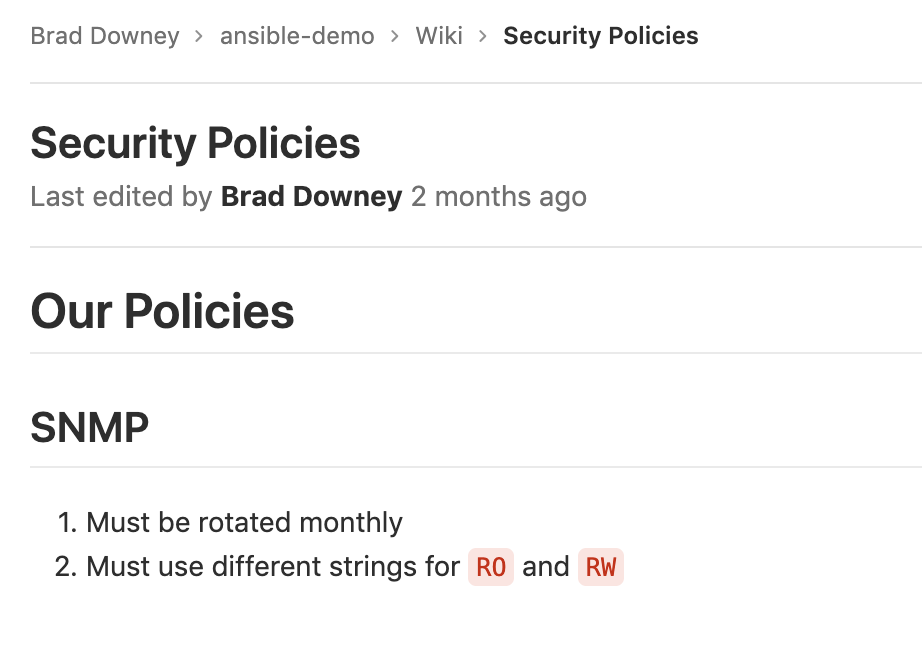 Brad Downey > ansible-demo > Wiki > Security Policies
Security Policies
Last edited by Brad Downey 2 months ago
Our Policies
SNMP
1. Must be rotated monthly
2. Must use different strings for RO and RW